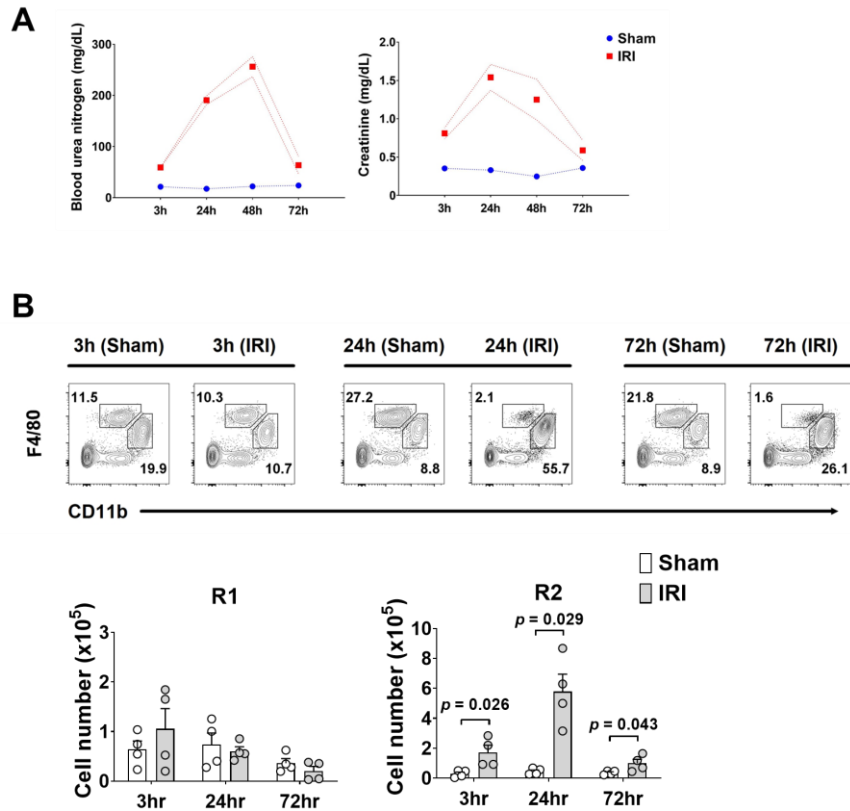 A
Blood urea nitrogen (mg/dL)
300
200
100
0
3h 24h 48h 72h
Creatinine (mg/dL)
2.0
1.5
1.0
0.5
0.0
3h 24h 48h 72h
Sham
IRI
B
3h (Sham) 3h (IRI) 24h (Sham) 24h (IRI) 72h (Sham) 72h (IRI)
F4/80
11.5 10.3 27.2 2.1 21.8 1.6
19.9 10.7 8.8 55.7 8.9 26.1
CD11b
Sham
IRI
R1
Cell number (x10⁵)
3
2
1
0
3hr 24hr 72hr
R2
Cell number (x10⁵)
10
8
6
4
2
0
p = 0.026
p = 0.029
p = 0.043
3hr 24hr 72hr